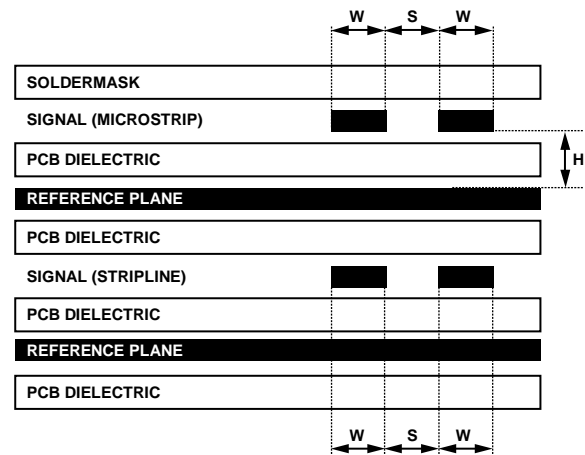 W S W
SOLDERMASK
SIGNAL (MICROSTRIP)
H
PCB DIELECTRIC
REFERENCE PLANE
PCB DIELECTRIC
SIGNAL (STRIPLINE)
PCB DIELECTRIC
REFERENCE PLANE
PCB DIELECTRIC
W S W